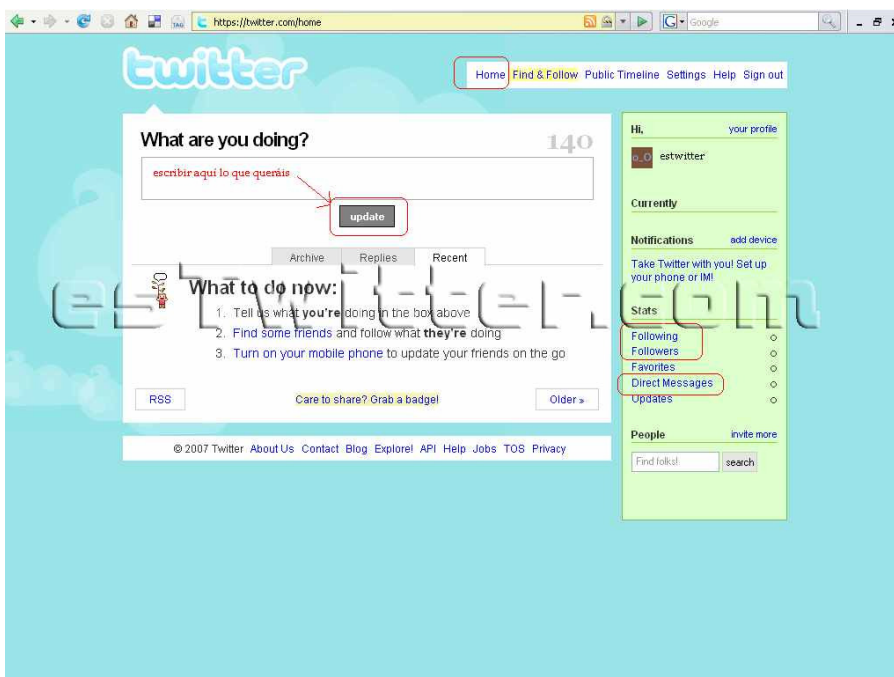 https://twitter.com/home
G Google
TAG
twitter
Home Find & Follow Public Timeline Settings Help Sign out
What are you doing? 140
escribir aquí lo que queráis
update
Archive Replies Recent
What to do now:
1. Tell us what you're doing in the box above
2. Find some friends and follow what they're doing
3. Turn on your mobile phone to update your friends on the go
RSS Care to share? Grab a badge! Older »
© 2007 Twitter About Us Contact Blog Explore! API Help Jobs TOS Privacy
Hi, your profile
o_O estwitter
Currently
Notifications add device
Take Twitter with you! Set up
your phone or IM!
Stats
Following 0
Followers 0
Favorites 0
Direct Messages 0
Updates 0
People invite more
Find folks! search
esTwitter.com